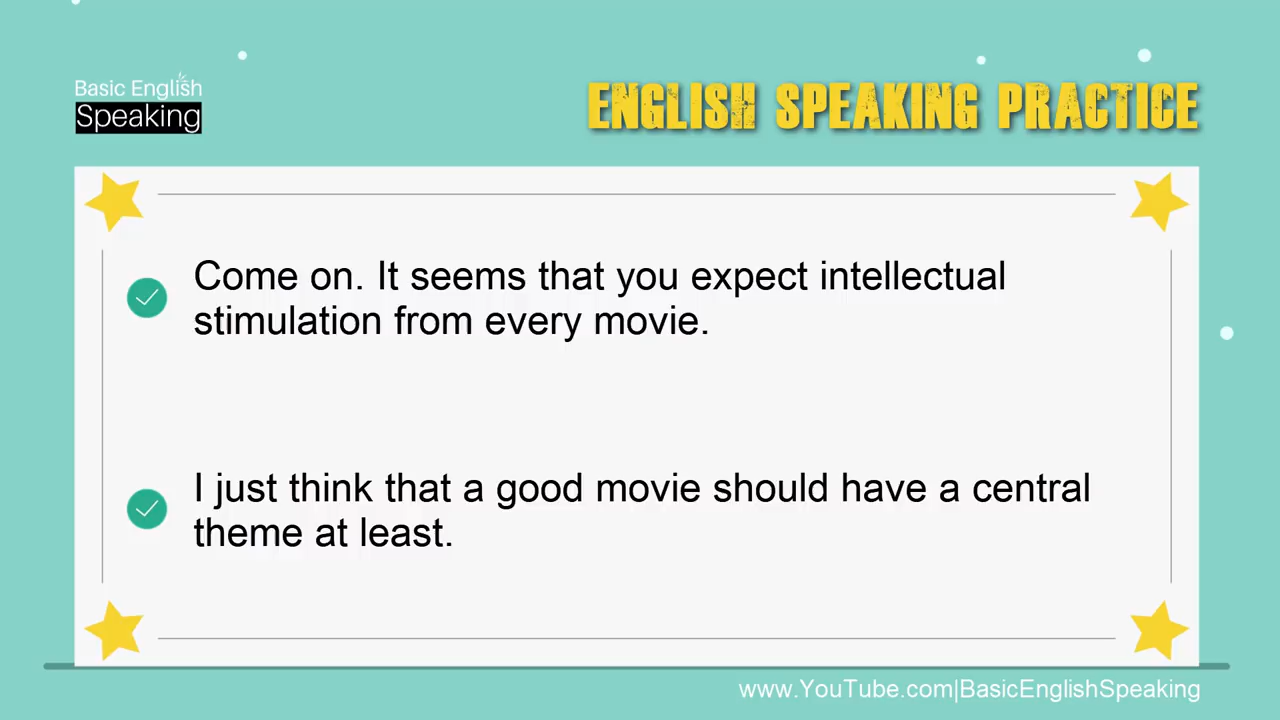 Basic English
Speaking
ENGLISH SPEAKING PRACTICE
Come on. It seems that you expect intellectual
stimulation from every movie.
I just think that a good movie should have a central
theme at least.
www.YouTube.com|BasicEnglishSpeaking